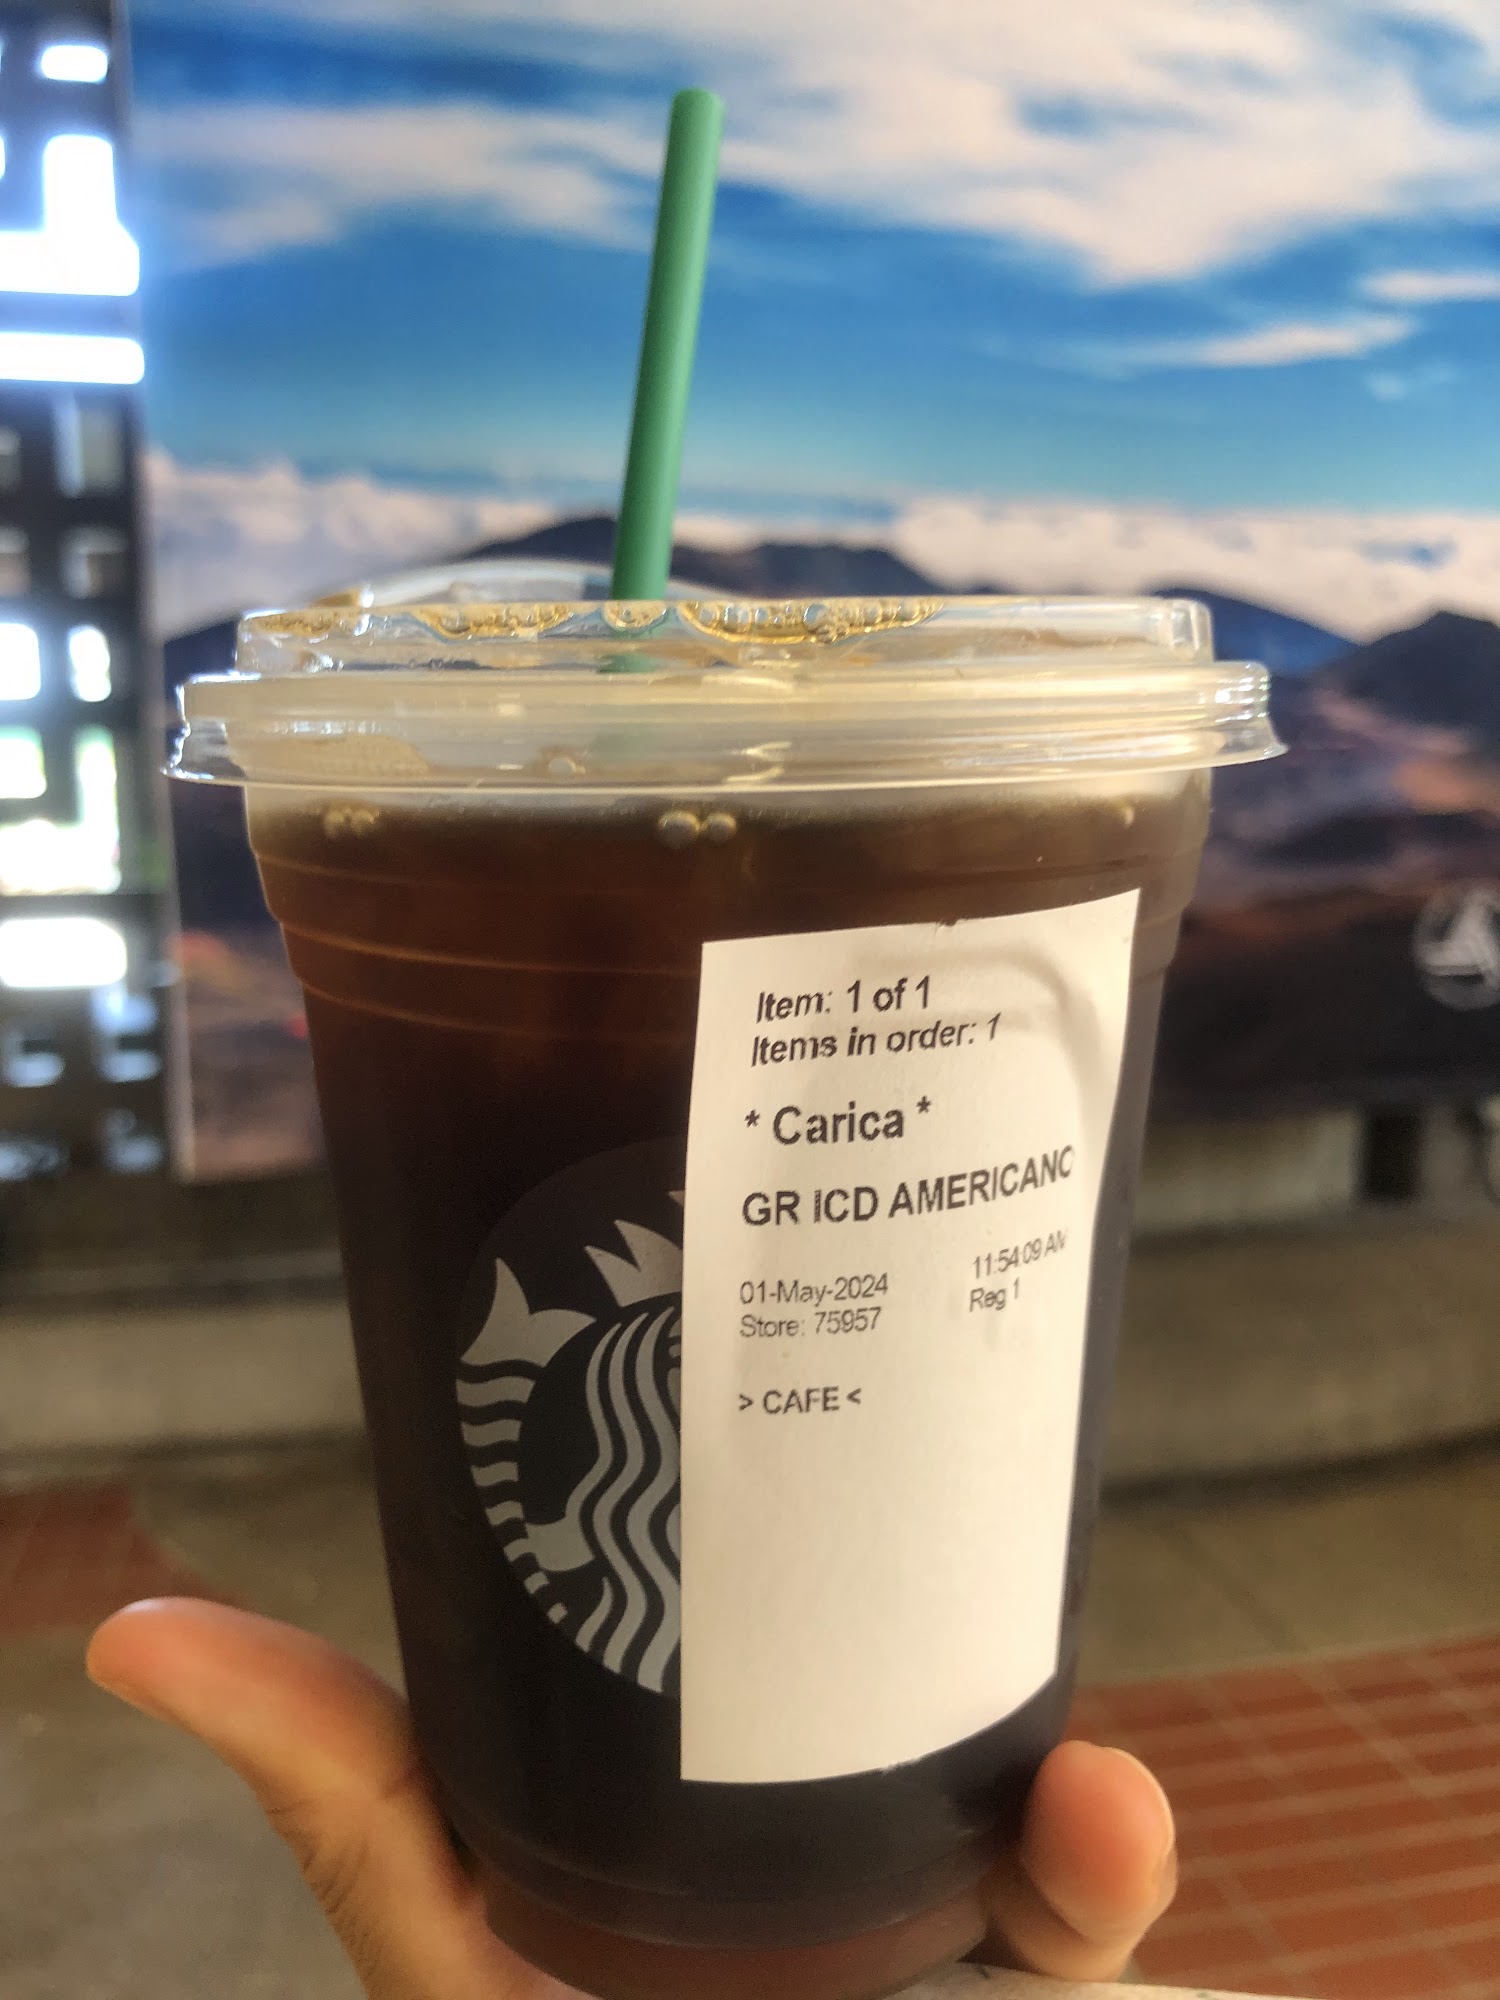 Item: 1 of 1
Items in order: 1
* Carica *
GR ICD AMERICANO
11:54:09 AM
01-May-2024
Reg 1
Store: 75957
> CAFE <